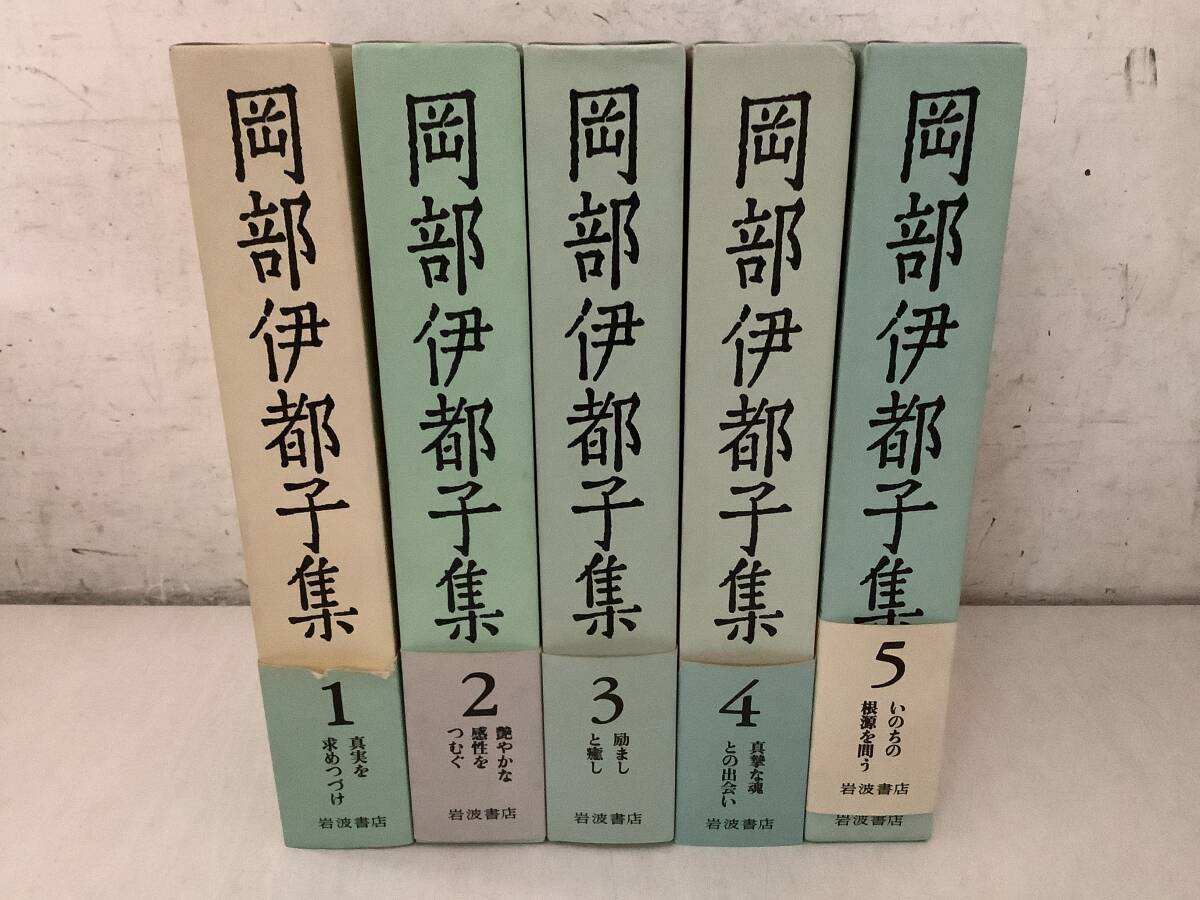 岡部伊都子集
1
真実を
求めつづけ
岩波書店
岡部伊都子集
2
艶やかな
感性を
つむぐ
岩波書店
岡部伊都子集
3
励まし
と癒し
岩波書店
岡部伊都子集
4
真摯な魂
との出会い
岩波書店
岡部伊都子集
5
いのちの
根源を問う
岩波書店
岩波書店